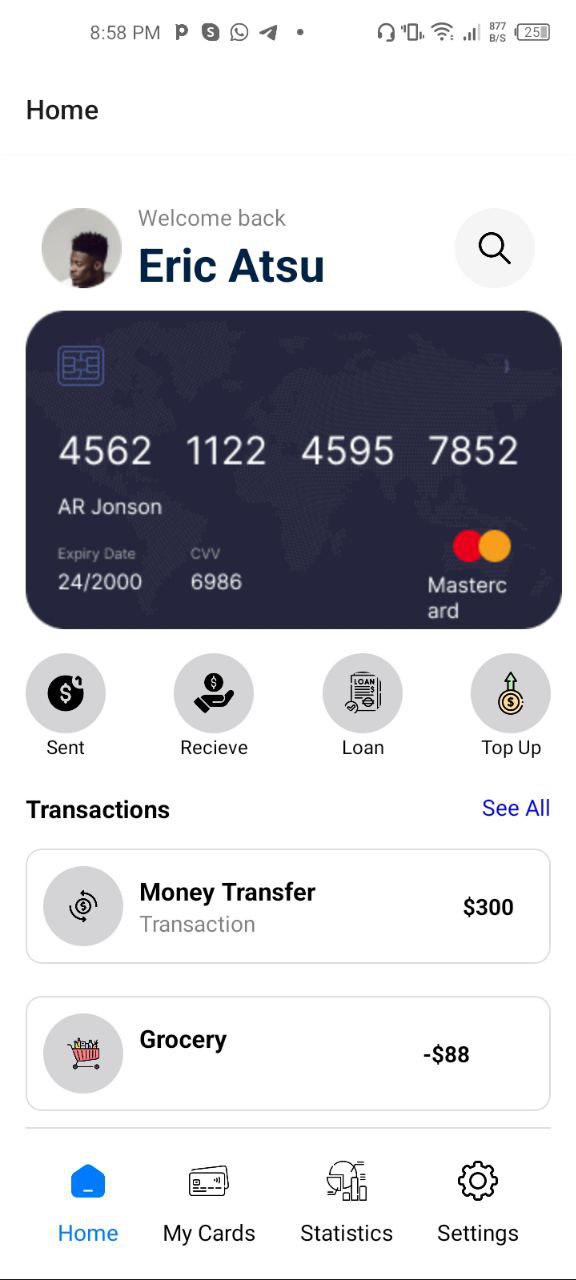 8:58 PM
877
B/S
25
Home
Welcome back
Eric Atsu
4562 1122 4595 7852
AR Jonson
Expiry Date CVV
24/2000 6986
Masterc
ard
LOAN
Sent Recieve Loan Top Up
Transactions See All
Money Transfer $300
Transaction
Grocery -$88
Home My Cards Statistics Settings